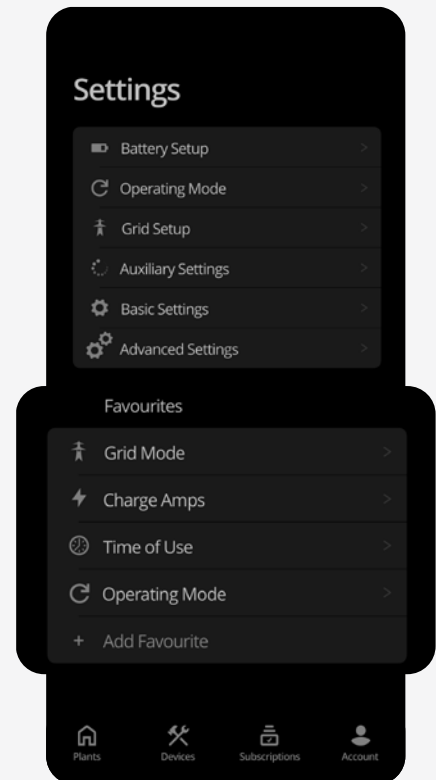 Settings
Battery Setup
Operating Mode
Grid Setup
Auxiliary Settings
Basic Settings
Advanced Settings
Favourites
Grid Mode
Charge Amps
Time of Use
Operating Mode
+ Add Favourite
Plants Devices Subscriptions Account